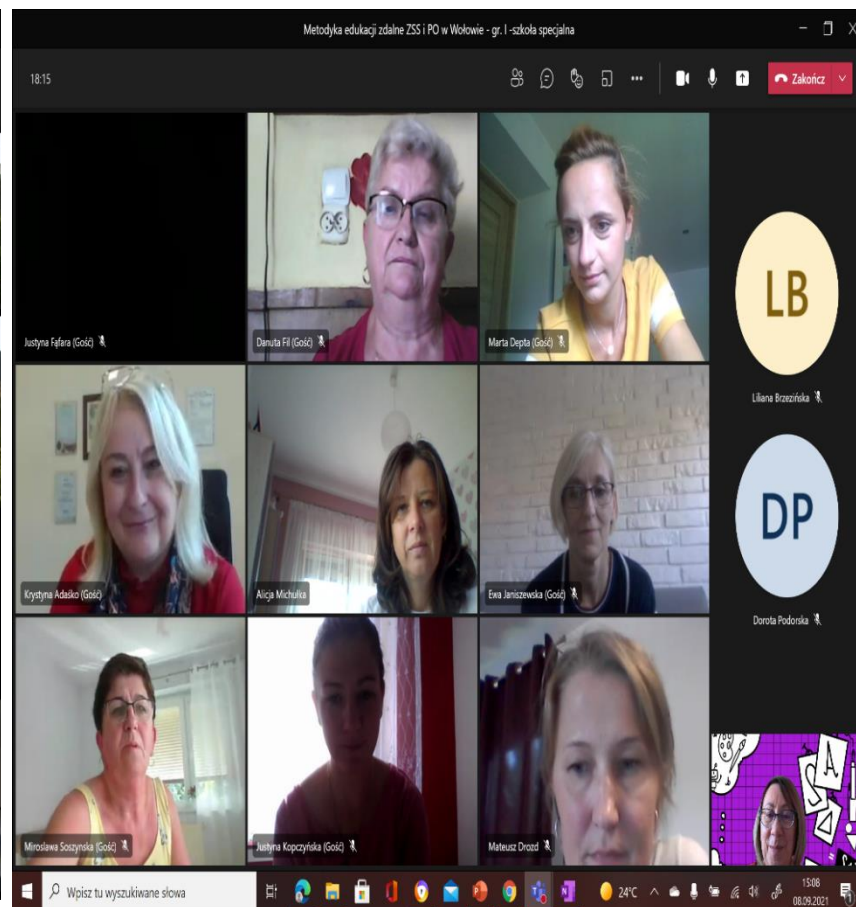 Metodyka edukacji zdalne ZSS i PO w Wołowie - gr. I -szkoła specjalna
18:15
Zakończ
Justyna Fąfara (Gość)
Danuta Fil (Gość)
Marta Depta (Gość)
LB
Liliana Brzezińska
Krystyna Adaśko (Gość)
Alicja Michułka
Ewa Janiszewska (Gość)
DP
Dorota Podorska
Mirosława Soszyńska (Gość)
Justyna Kopczyńska (Gość)
Mateusz Drozd
A
Wpisz tu wyszukiwane słowa
24°C
15:08
08.09.2021